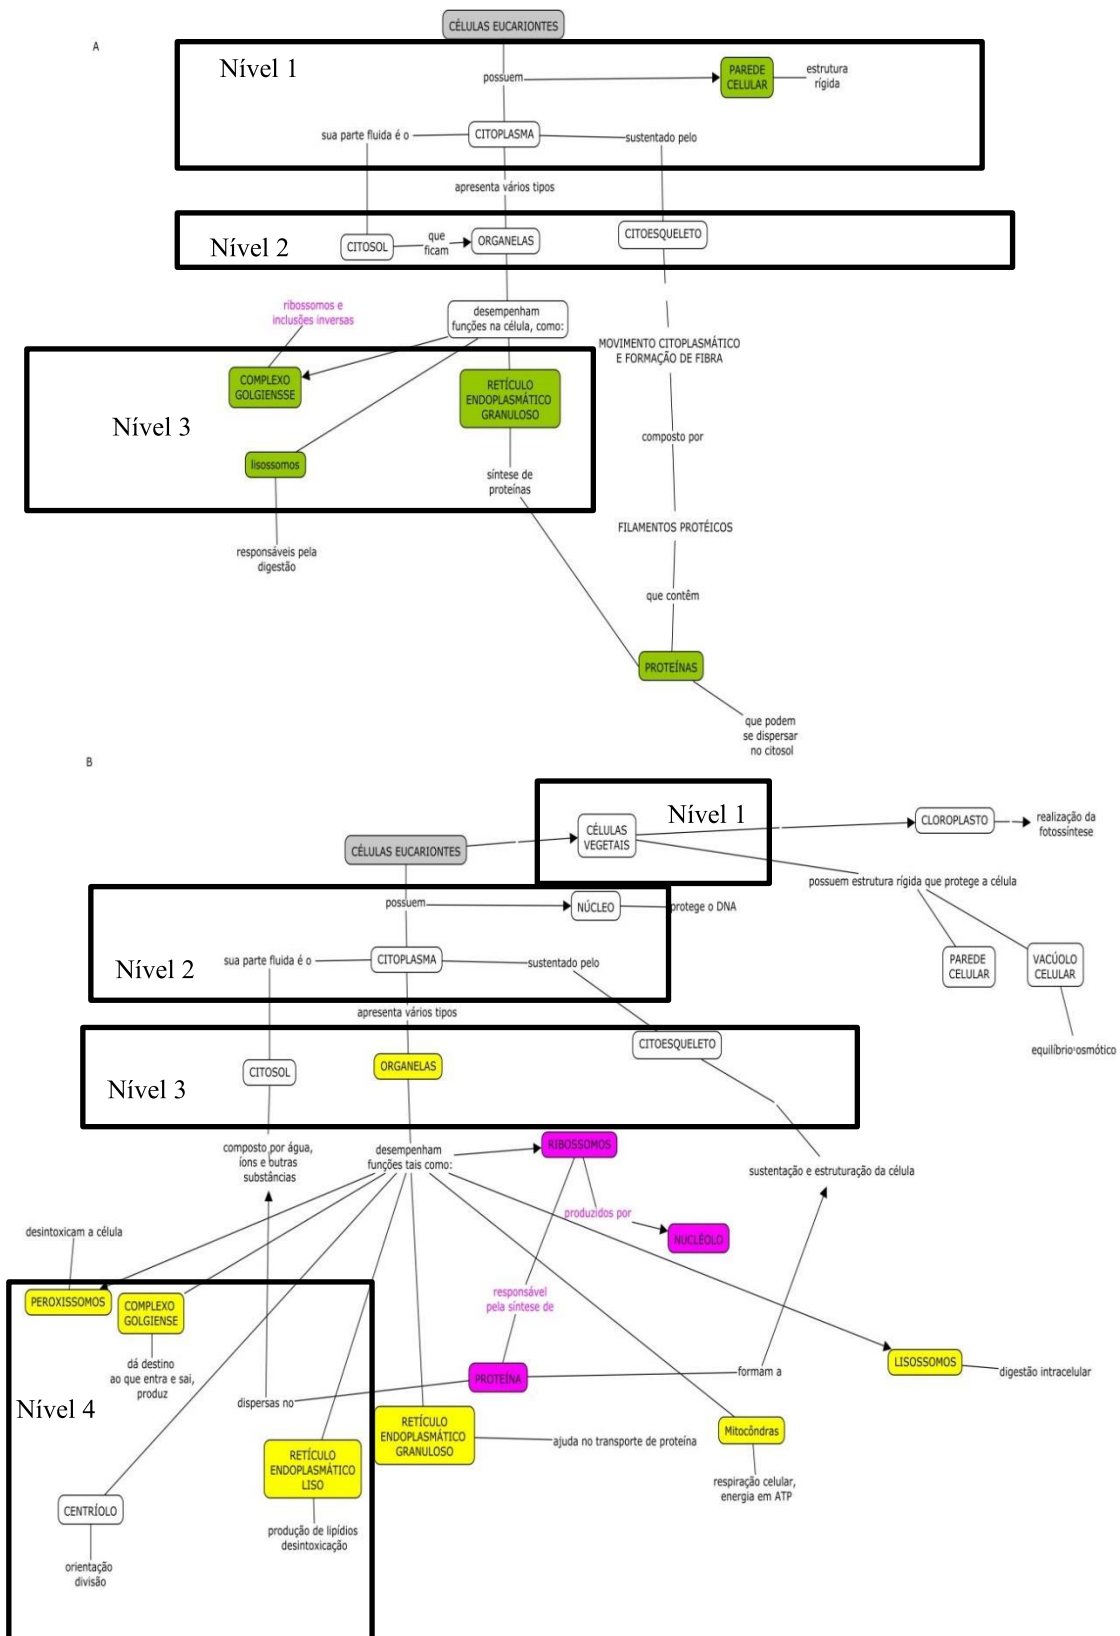 CÉLULAS EUCARIONTES
A
Nível 1
possuem
PAREDE
CELULAR
estrutura
rígida
sua parte fluida é o
CITOPLASMA
sustentado pelo
apresenta vários tipos
Nível 2
CITOSOL
que
ficam
ORGANELAS
CITOESQUELETO
ribossomos e
inclusões inversas
desempenham
funções na célula, como:
MOVIMENTO CITOPLASMÁTICO
E FORMAÇÃO DE FIBRA
Nível 3
COMPLEXO
GOLGIENSSE
RETÍCULO
ENDOPLASMÁTICO
GRANULOSO
composto por
lisossomos
síntese de
proteínas
FILAMENTOS PROTÉICOS
responsáveis pela
digestão
que contêm
PROTEÍNAS
que podem
se dispersar
no citosol
B
Nível 1
CÉLULAS
VEGETAIS
CLOROPLASTO
realização da
fotossíntese
CÉLULAS EUCARIONTES
possuem estrutura rígida que protege a célula
possuem
NÚCLEO
protege o DNA
Nível 2
sua parte fluida é o
CITOPLASMA
sustentado pelo
PAREDE
CELULAR
VACÚOLO
CELULAR
apresenta vários tipos
equilíbrio osmótico
Nível 3
CITOSOL
ORGANELAS
CITOESQUELETO
composto por água,
íons e outras
substâncias
desempenham
funções tais como:
RIBOSSOMOS
sustentação e estruturação da célula
produzidos por
NUCLÉOLO
desintoxicam a célula
PEROXISSOMOS
COMPLEXO
GOLGIENSE
responsável
pela síntese de
dá destino
ao que entra e sai,
produz
LISOSSOMOS
digestão intracelular
PROTEÍNA
formam a
dispersas no
Nível 4
RETÍCULO
ENDOPLASMÁTICO
GRANULOSO
ajuda no transporte de proteína
Mitocôndras
respiração celular,
energia em ATP
RETÍCULO
ENDOPLASMÁTICO
LISO
produção de lipídios
desintoxicação
CENTRÍOLO
orientação
divisão